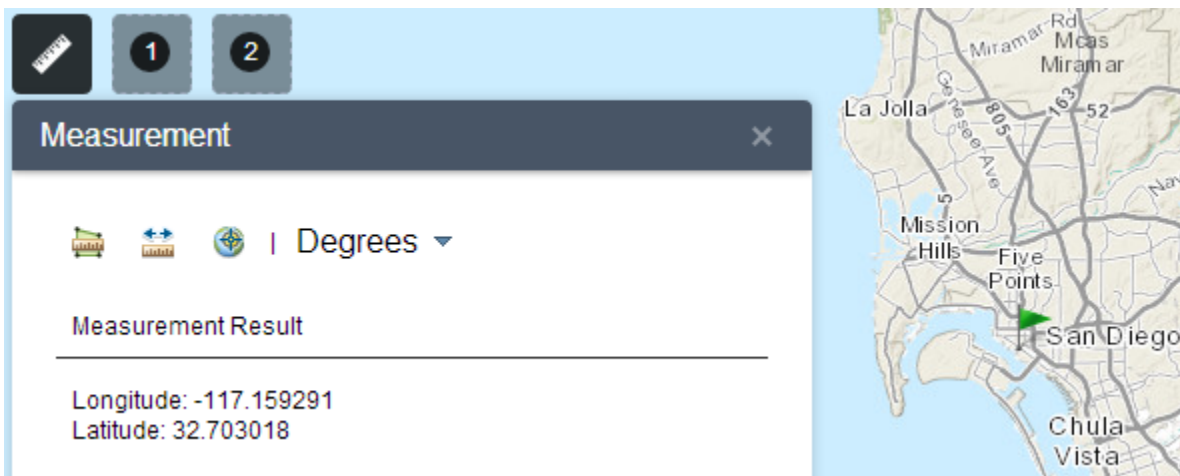 1
2
Measurement
×
| Degrees
Measurement Result
Longitude: -117.159291
Latitude: 32.703018
Miramar Rd
Mcas
Miramar
La Jolla
Genesee Ave
805
163
52
5
Mission
Hills
Five
Points
San Diego
Chula
Vista